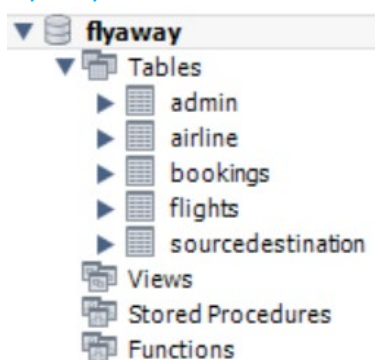 flyaway
Tables
admin
airline
bookings
flights
sourcedestination
Views
Stored Procedures
Functions